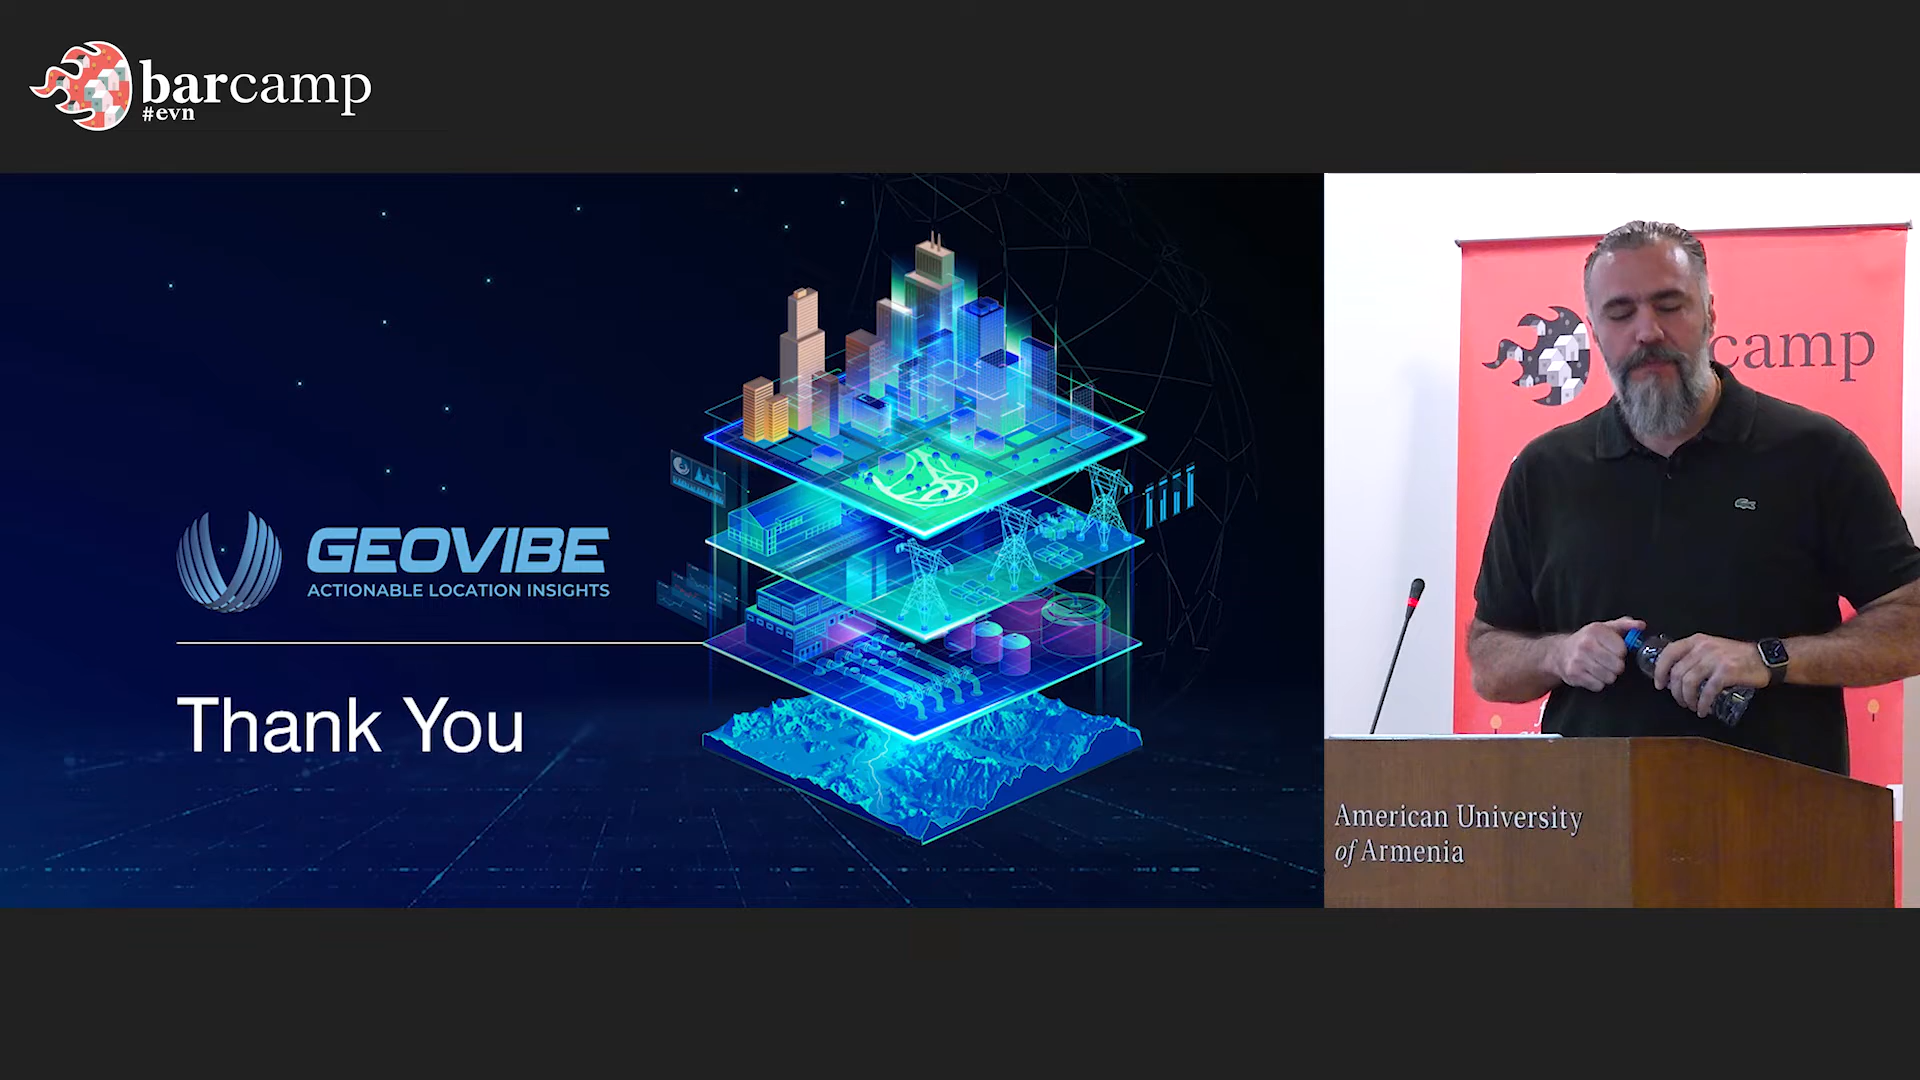 barcamp
#evn
GEOVIBE
ACTIONABLE LOCATION INSIGHTS
Thank You
camp
American University
of Armenia